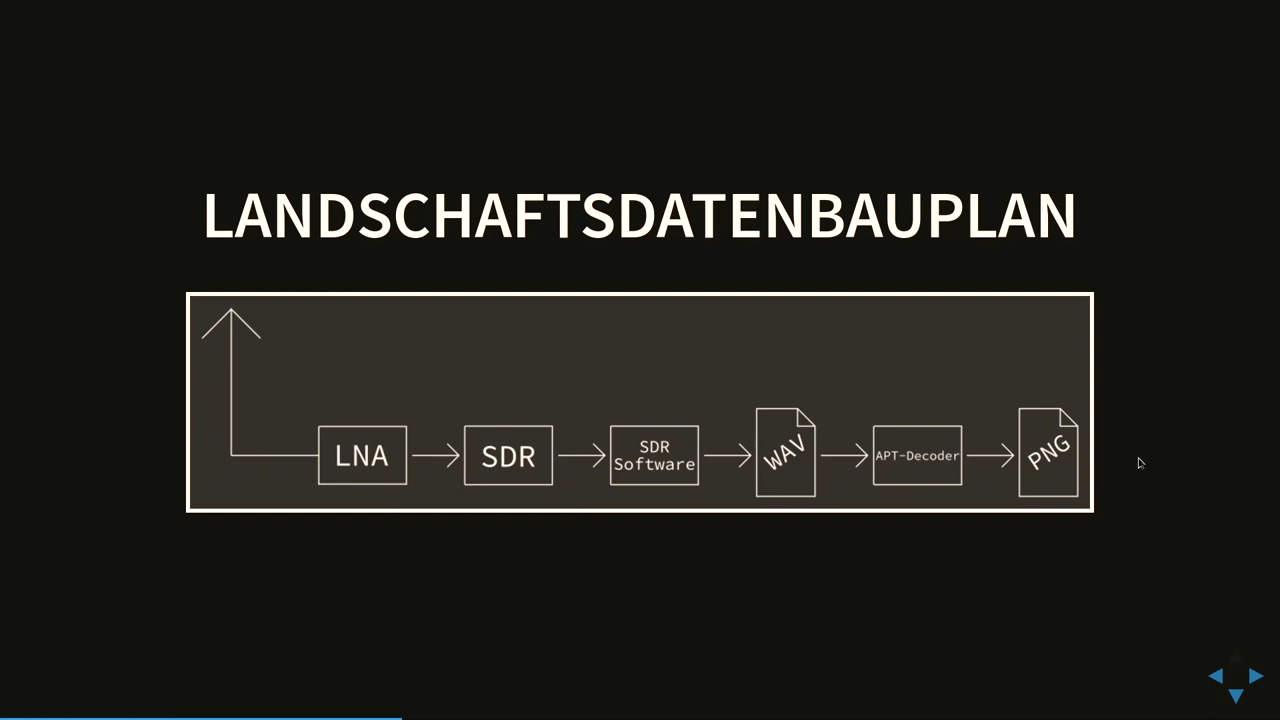 LANDSCHAFTSDATENBAUPLAN
LNA
SDR
SDR
Software
WAV
APT-Decoder
PNG